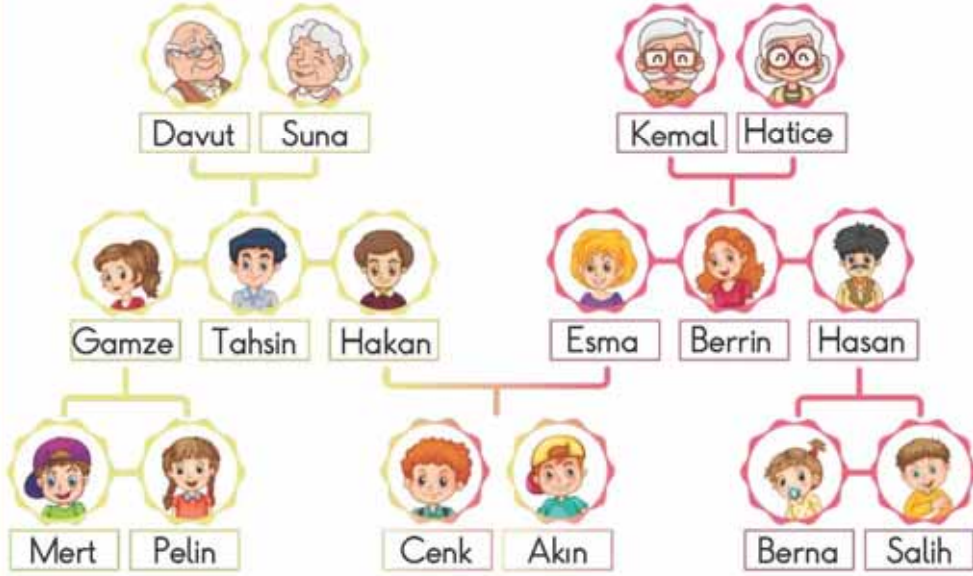 Davut Suna Kemal Hatice
Gamze Tahsin Hakan Esma Berrin Hasan
Mert Pelin Cenk Akın Berna Salih